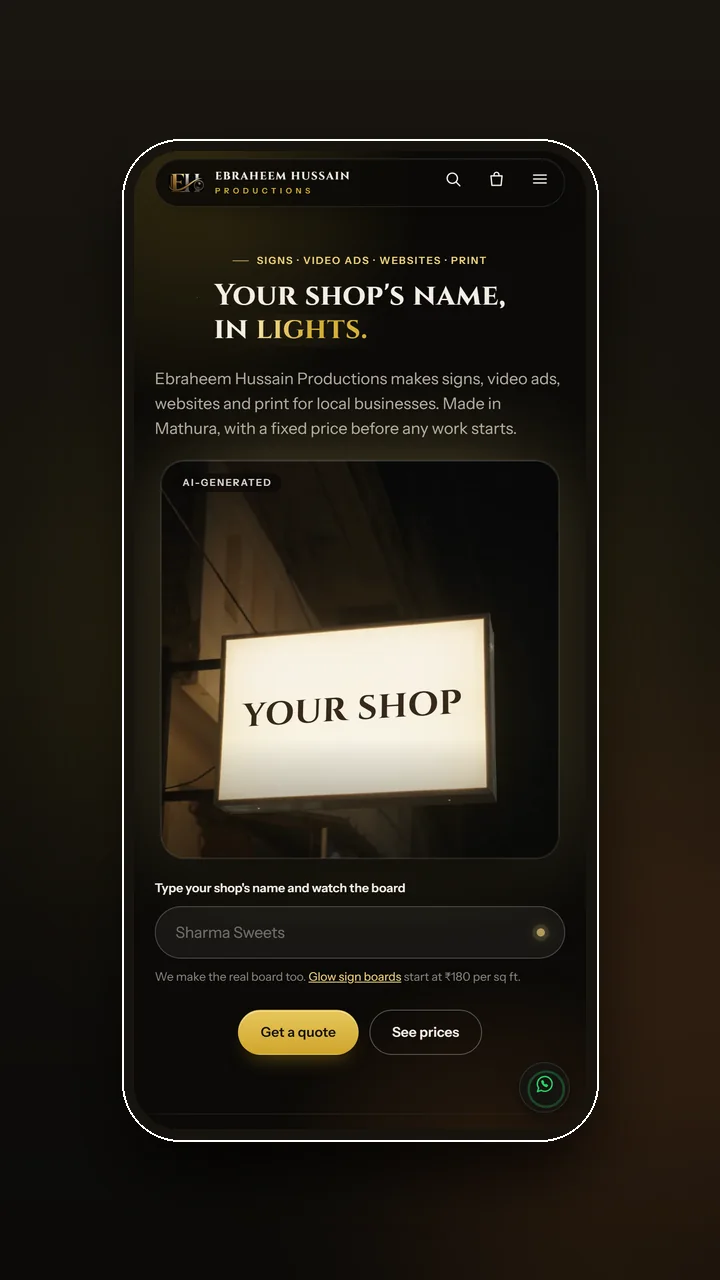 EH
EBRAHEEM HUSSAIN
PRODUCTIONS
SIGNS · VIDEO ADS · WEBSITES · PRINT
YOUR SHOP'S NAME,
IN LIGHTS.
Ebraheem Hussain Productions makes signs, video ads,
websites and print for local businesses. Made in
Mathura, with a fixed price before any work starts.
AI-GENERATED
YOUR SHOP
Type your shop's name and watch the board
Sharma Sweets
We make the real board too. Glow sign boards start at ₹180 per sq ft.
Get a quote
See prices